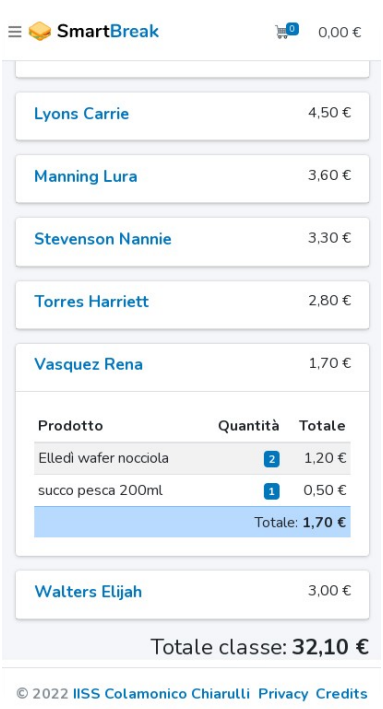 SmartBreak 0 0,00 €
Lyons Carrie 4,50 €
Manning Lura 3,60 €
Stevenson Nannie 3,30 €
Torres Harriett 2,80 €
Vasquez Rena 1,70 €
Prodotto Quantità Totale
Elledì wafer nocciola 2 1,20 €
succo pesca 200ml 1 0,50 €
Totale: 1,70 €
Walters Elijah 3,00 €
Totale classe: 32,10 €
© 2022 IISS Colamonico Chiarulli Privacy Credits